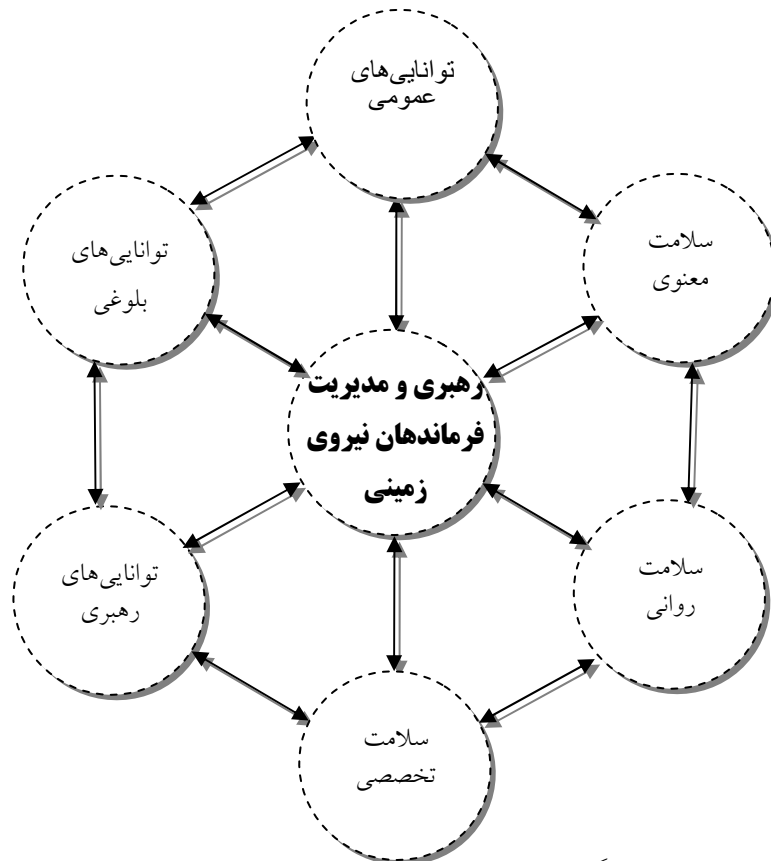 توانایی‌های
عمومی
سلامت
معنوی
توانایی‌های
بلوغی
رهبری و مدیریت
فرماندهان نیروی
زمینی
سلامت
روانی
توانایی‌های
رهبری
سلامت
تخصصی